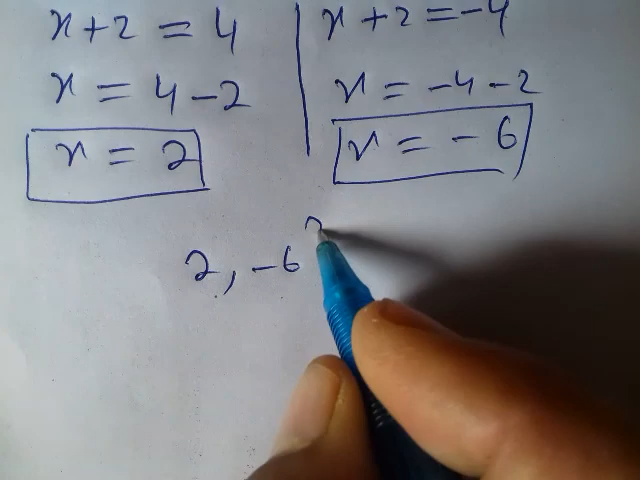 x + 2 = 4
x = 4 - 2
x = 2
x + 2 = -4
x = -4 - 2
x = -6
2, -6